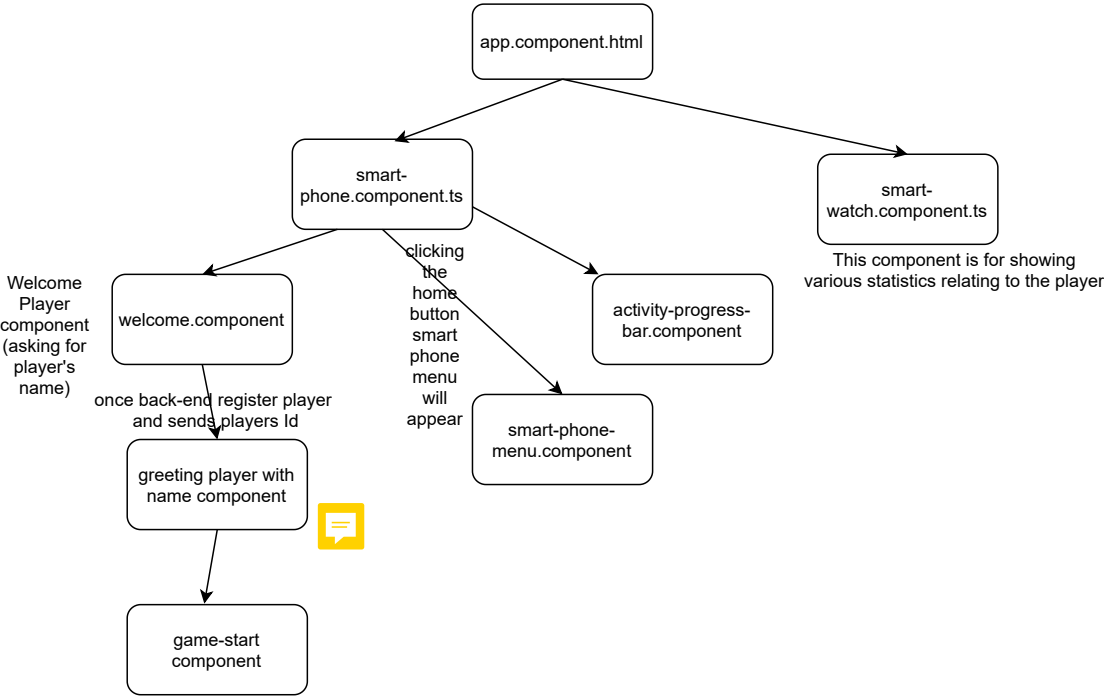 app.component.html
smart-
phone.component.ts
smart-
watch.component.ts
This component is for showing
various statistics relating to the player
clicking
the
home
button
smart
phone
menu
will
appear
Welcome
Player
component
(asking for
player's
name)
welcome.component
activity-progress-
bar.component
once back-end register player
and sends players Id
smart-phone-
menu.component
greeting player with
name component
game-start
component